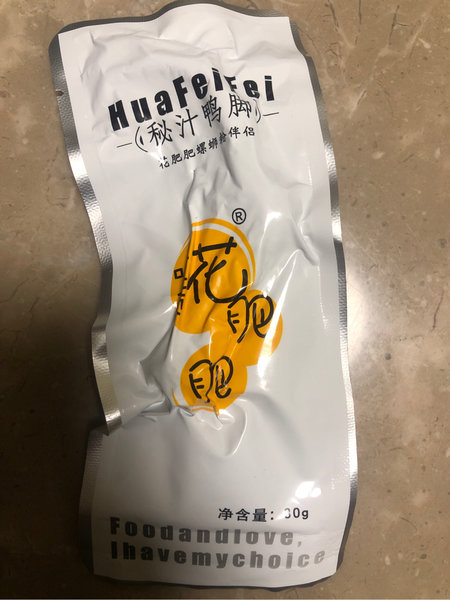 HuaFeiFei
秘汁鸭脚
花肥肥螺蛳粉伴侣
®
花
肥
肥
净含量: 30g
Foodandlove,
Ihavemychoice